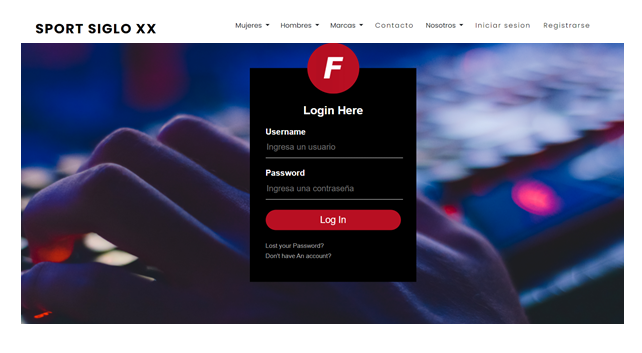 SPORT SIGLO XX
Mujeres Hombres Marcas Contacto Nosotros Iniciar sesion Registrarse
F
Login Here
Username
Ingresa un usuario
Password
Ingresa una contraseña
Log In
Lost your Password?
Don't have An account?